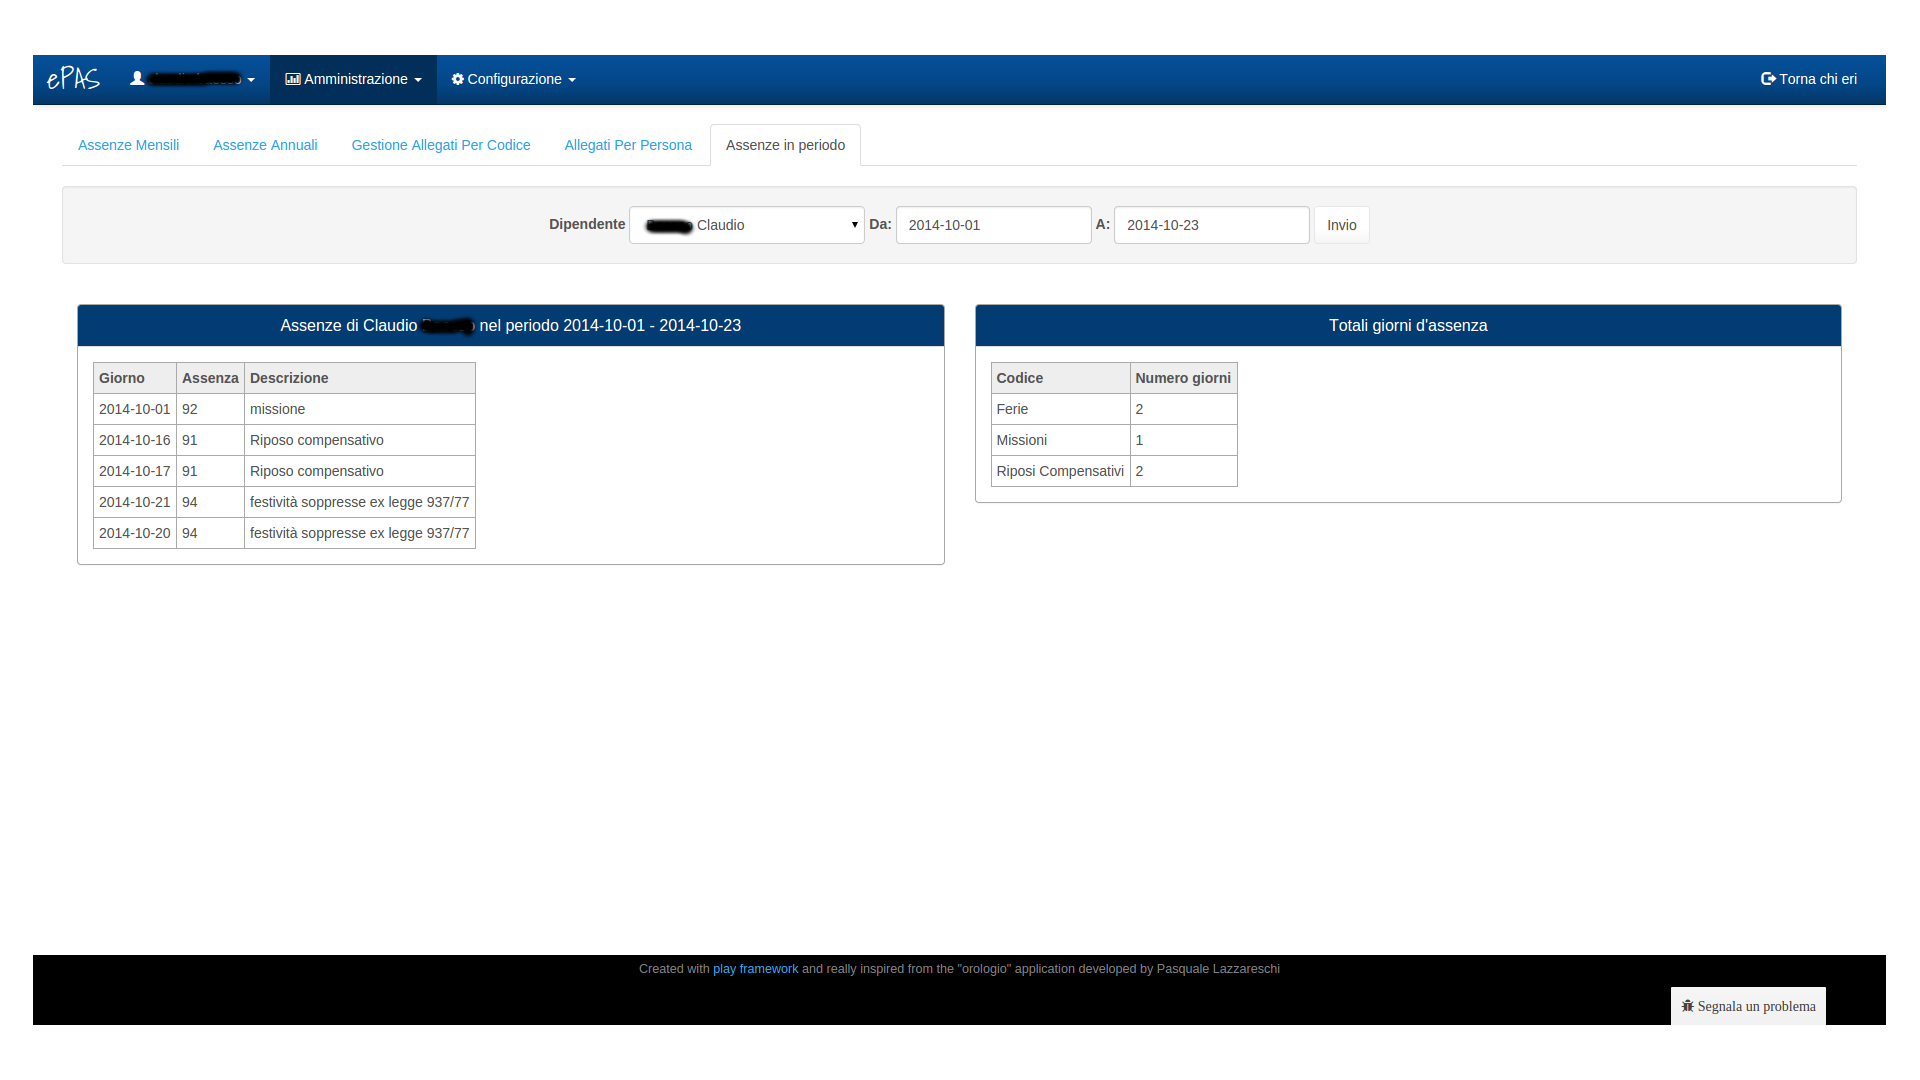 ePAS Amministrazione Configurazione Torna chi eri
Assenze Mensili Assenze Annuali Gestione Allegati Per Codice Allegati Per Persona Assenze in periodo
Dipendente Claudio Da: 2014-10-01 A: 2014-10-23 Invio
Assenze di Claudio nel periodo 2014-10-01 - 2014-10-23
Giorno Assenza Descrizione
2014-10-01 92 missione
2014-10-16 91 Riposo compensativo
2014-10-17 91 Riposo compensativo
2014-10-21 94 festività soppresse ex legge 937/77
2014-10-20 94 festività soppresse ex legge 937/77
Totali giorni d'assenza
Codice Numero giorni
Ferie 2
Missioni 1
Riposi Compensativi 2
Created with play framework and really inspired from the "orologio" application developed by Pasquale Lazzareschi
Segnala un problema